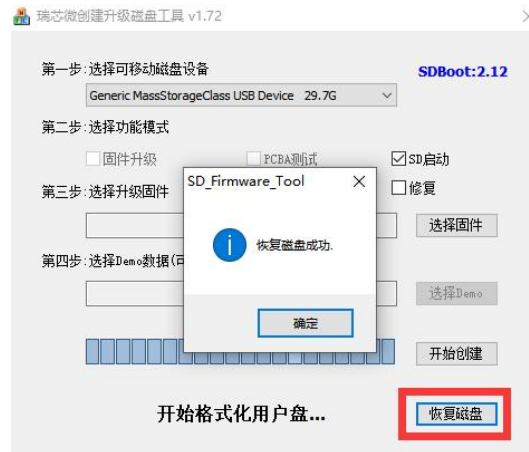 瑞芯微创建升级磁盘工具 v1.72
第一步:选择可移动磁盘设备
SDBoot:2.12
Generic MassStorageClass USB Device 29.7G
第二步:选择功能模式
固件升级
PCBA测试
SD启动
SD_Firmware_Tool
修复
第三步:选择升级固件
选择固件
恢复磁盘成功.
第四步:选择Demo数据(可
选择Demo
确定
开始创建
开始格式化用户盘...
恢复磁盘